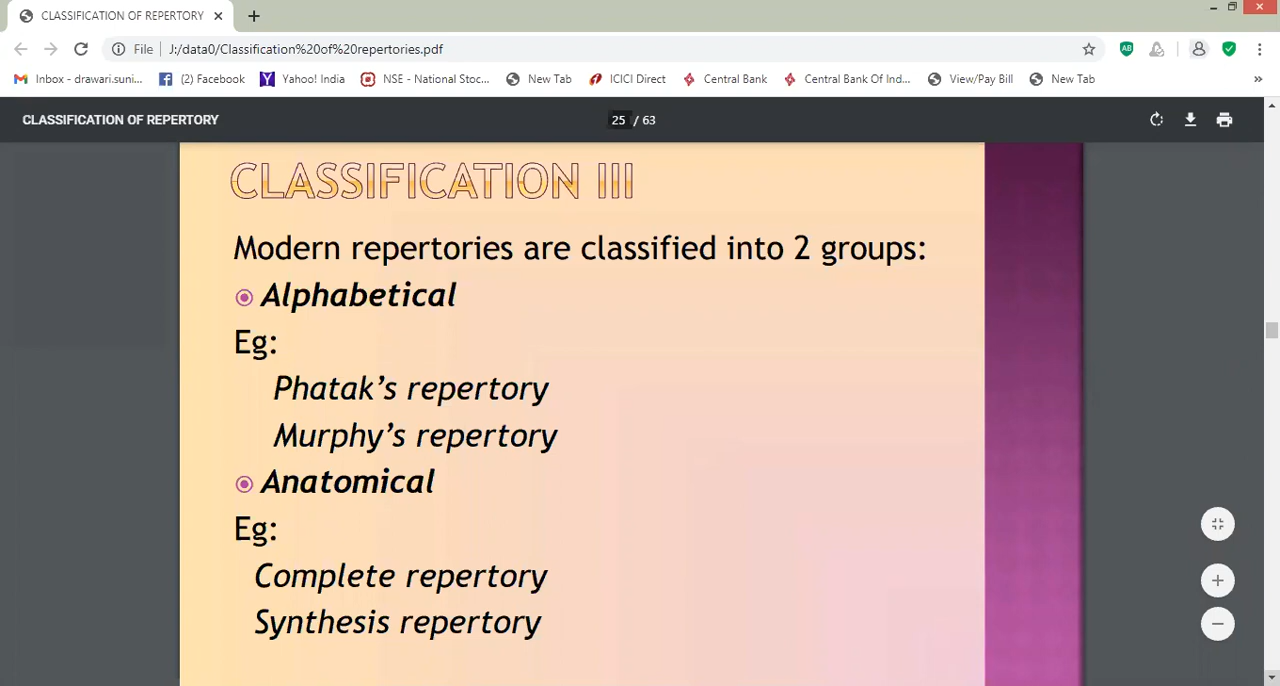 CLASSIFICATION OF REPERTORY
File J:/data0/Classification%20of%20repertories.pdf
Inbox - drawari.suni... (2) Facebook Yahoo! India NSE - National Stoc... New Tab ICICI Direct Central Bank Central Bank Of Ind... View/Pay Bill New Tab »
CLASSIFICATION OF REPERTORY 25 / 63
CLASSIFICATION III
Modern repertories are classified into 2 groups:
Alphabetical
Eg:
Phatak's repertory
Murphy's repertory
Anatomical
Eg:
Complete repertory
Synthesis repertory